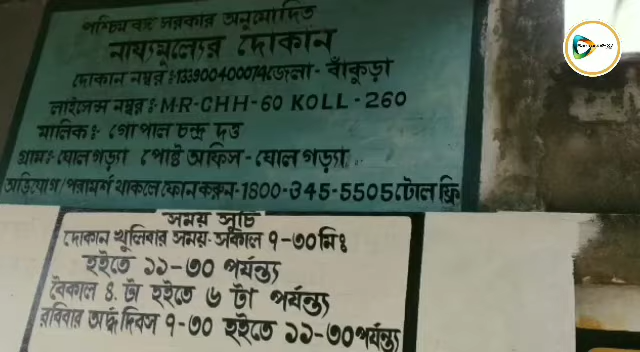 পশ্চিম বঙ্গ সরকার অনুমোদিত
নায্যমূল্যের দোকান
দোকান নম্বর ঃ 133900400074 জেলা - বাঁকুড়া
লাইসেন্স নম্বর ঃ M·R-CHH-60 KOLL-260
মালিক ঃ গোপাল চন্দ্র দত্ত
গ্রাম ঃ ঘোলগড়্যা পোষ্ট অফিস - ঘোল গড়্যা
অভিযোগ/পরামর্শ থাকলে ফোন করুন-1800-345-5505 টোল ফ্রি
সময় সূচি
দোকান খুলিবার সময়- সকাল ৭-৩০ মিঃ
হইতে ১১-৩০ পর্যন্ত্য
বৈকাল ৪. টা হইতে ৬ টা পর্যন্ত্য
রবিবার অর্দ্ধ দিবস ৭-৩০ হইতে ১১-৩০ পর্যন্ত্য